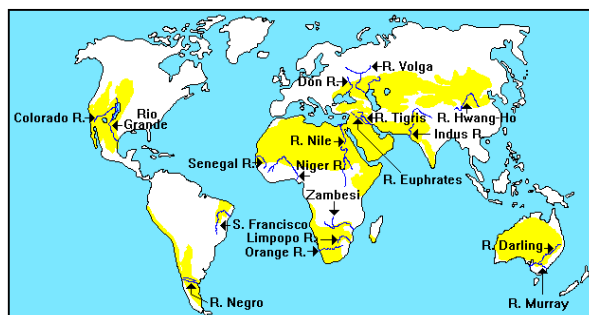 R. Volga
Don R.
Colorado R.
Rio
Grande
R. Tigris
R. Hwang-Ho
Indus R.
R. Nile
Senegal R.
Niger R.
R. Euphrates
Zambesi
S. Francisco
Limpopo R.
Orange R.
R. Darling
R. Negro
R. Murray